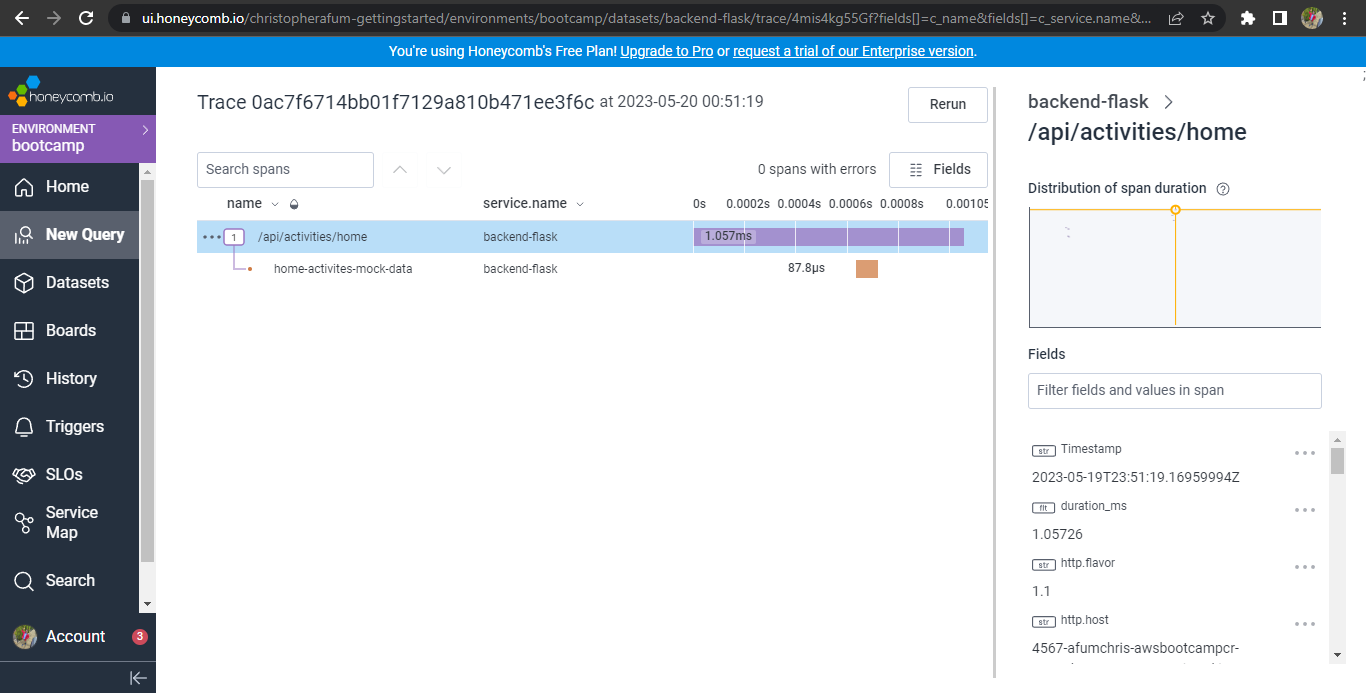 ui.honeycomb.io/christopherafum-gettingstarted/environments/bootcamp/datasets/backend-flask/trace/4mis4kg55Gf?fields[]=c_name&fields[]=c_service.name&...
You're using Honeycomb's Free Plan! Upgrade to Pro or request a trial of our Enterprise version.
honeycomb.io
ENVIRONMENT
bootcamp
Home
New Query
Datasets
Boards
History
Triggers
SLOs
Service
Map
Search
Account 3
Trace 0ac7f6714bb01f7129a810b471ee3f6c at 2023-05-20 00:51:19
Rerun
Search spans
0 spans with errors
Fields
name service.name 0s 0.0002s 0.0004s 0.0006s 0.0008s 0.00105
1 /api/activities/home backend-flask 1.057ms
home-activites-mock-data backend-flask 87.8µs
backend-flask
/api/activities/home
Distribution of span duration
Fields
Filter fields and values in span
str Timestamp
2023-05-19T23:51:19.16959994Z
flt duration_ms
1.05726
str http.flavor
1.1
str http.host
4567-afumchris-awsbootcampcr-